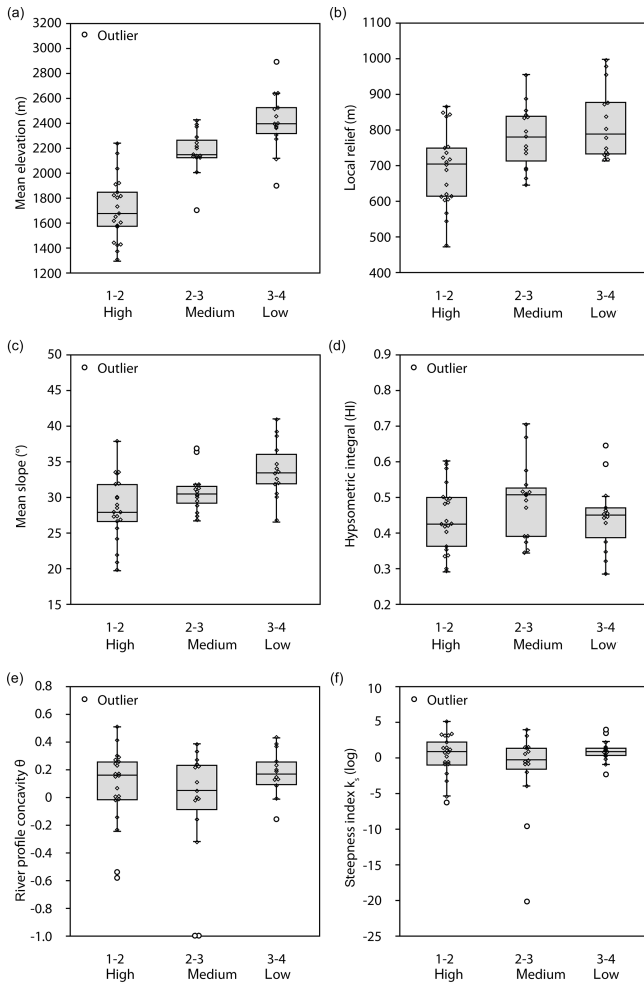 (a)
Outlier
Mean elevation (m)
3200
3000
2800
2600
2400
2200
2000
1800
1600
1400
1200
1-2 2-3 3-4
High Medium Low
(b)
Local relief (m)
1100
1000
900
800
700
600
500
400
1-2 2-3 3-4
High Medium Low
(c)
Outlier
Mean slope (°)
50
45
40
35
30
25
20
15
1-2 2-3 3-4
High Medium Low
(d)
Outlier
Hypsometric integral (HI)
0.9
0.8
0.7
0.6
0.5
0.4
0.3
0.2
1-2 2-3 3-4
High Medium Low
(e)
Outlier
River profile concavity θ
0.8
0.6
0.4
0.2
0
-0.2
-0.4
-0.6
-0.8
-1.0
1-2 2-3 3-4
High Medium Low
(f)
Outlier
Steepness index ks (log)
10
5
0
-5
-10
-15
-20
-25
1-2 2-3 3-4
High Medium Low